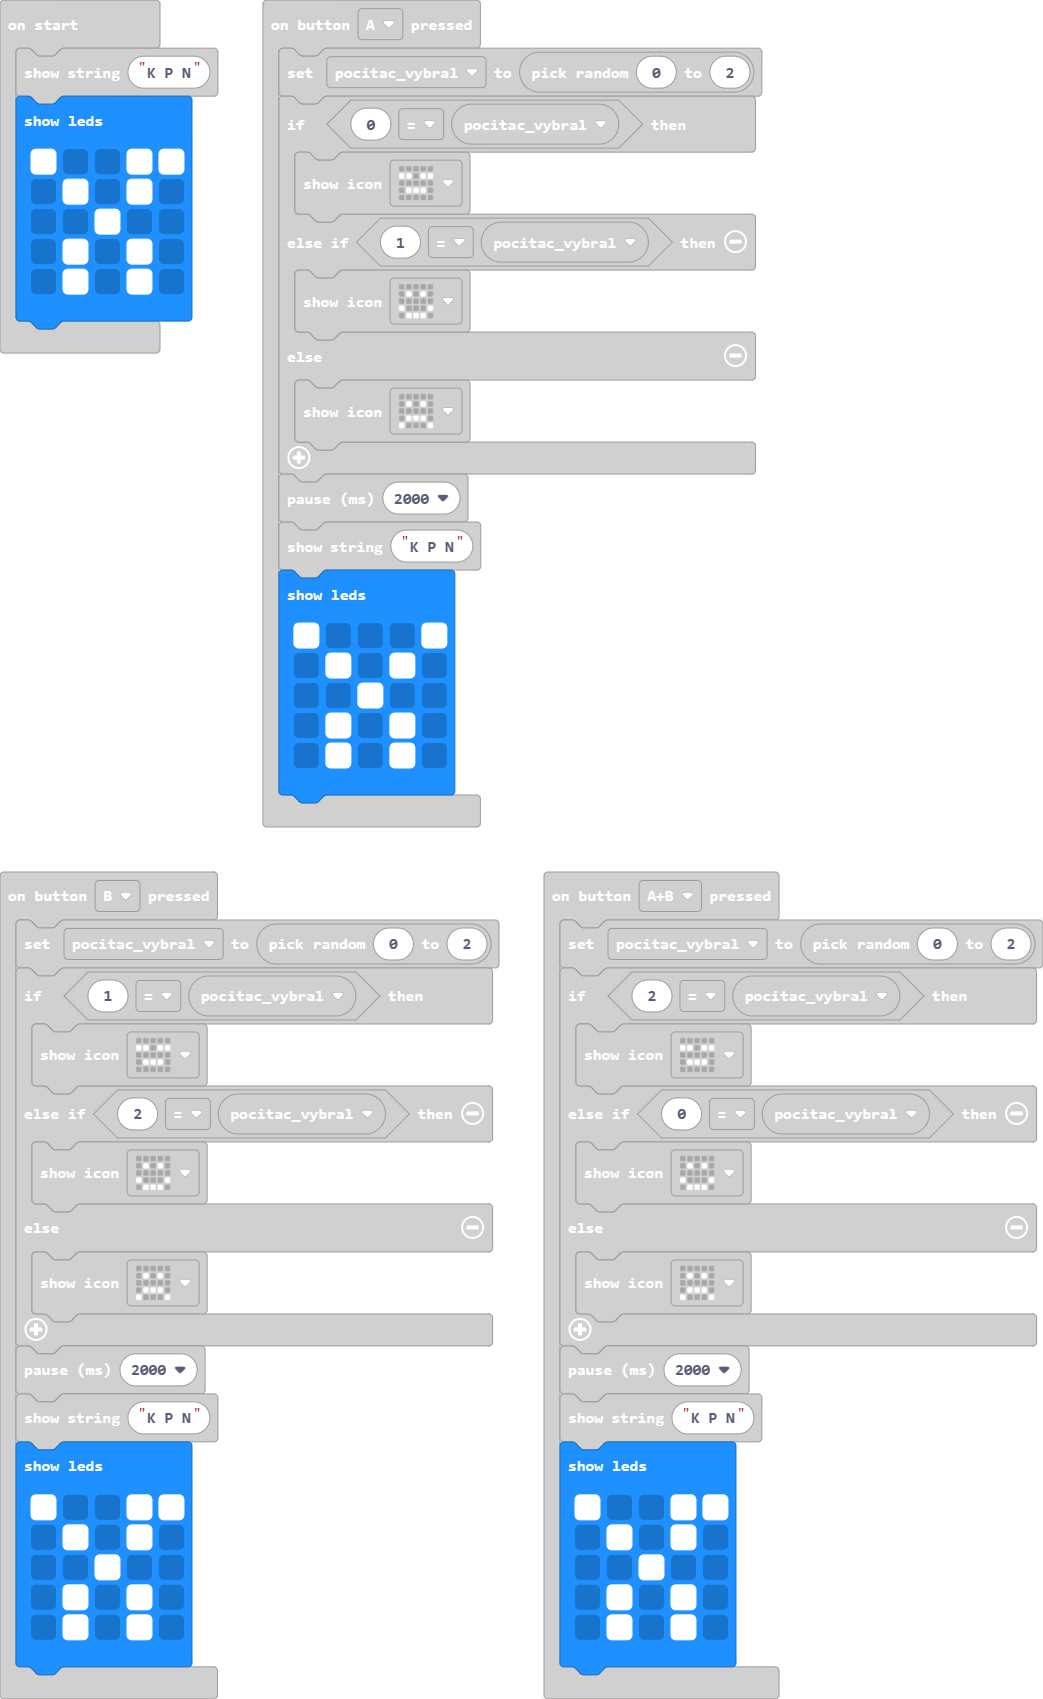 on start
show string "K P N"
show leds
on button A pressed
set pocitac_vybral to pick random 0 to 2
if 0 = pocitac_vybral then
show icon
else if 1 = pocitac_vybral then
show icon
else
show icon
pause (ms) 2000
show string "K P N"
show leds
on button B pressed
set pocitac_vybral to pick random 0 to 2
if 1 = pocitac_vybral then
show icon
else if 2 = pocitac_vybral then
show icon
else
show icon
pause (ms) 2000
show string "K P N"
show leds
on button A+B pressed
set pocitac_vybral to pick random 0 to 2
if 2 = pocitac_vybral then
show icon
else if 0 = pocitac_vybral then
show icon
else
show icon
pause (ms) 2000
show string "K P N"
show leds